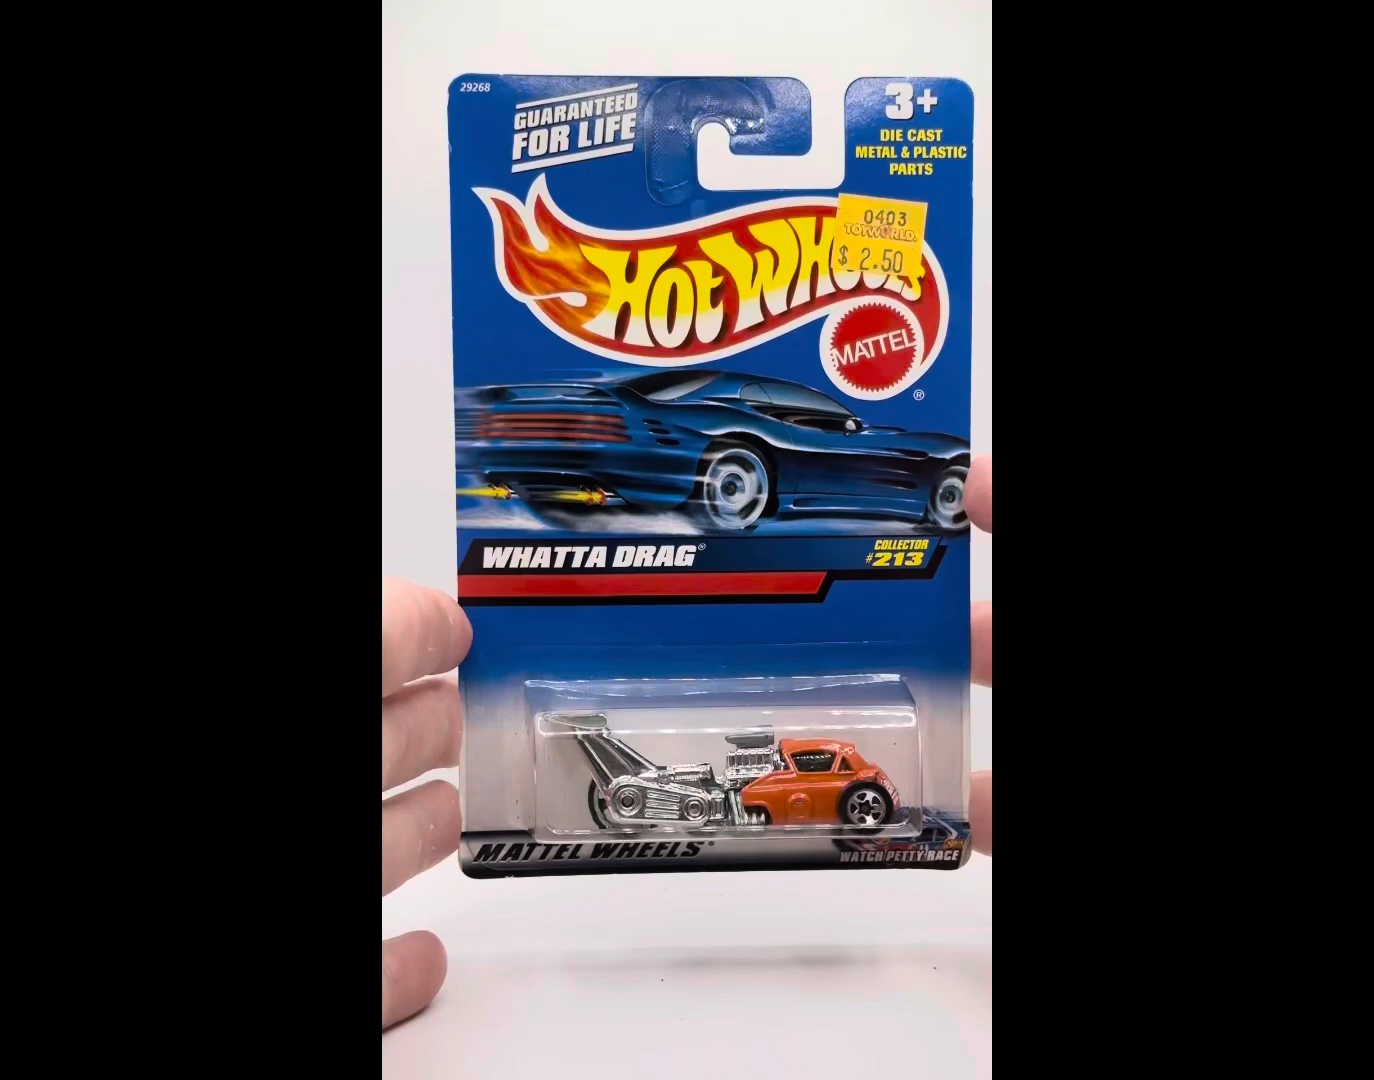 29268
GUARANTEED
FOR LIFE
3+
DIE CAST
METAL & PLASTIC
PARTS
0403
TOYWORLD.
$ 2.50
HOT WHEELS
MATTEL
®
WHATTA DRAG®
COLLECTOR
#213
MATTEL WHEELS®
WATCH PETTY RACE